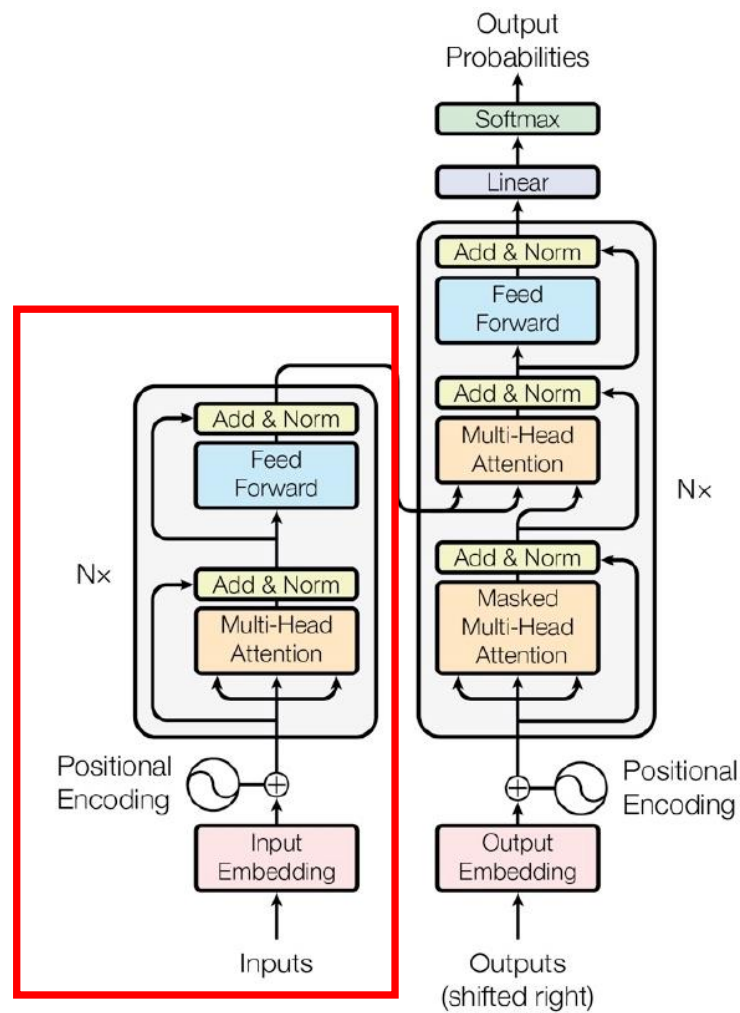 Output
Probabilities
Softmax
Linear
Add & Norm
Feed
Forward
Add & Norm
Multi-Head
Attention
Nx
Add & Norm
Masked
Multi-Head
Attention
Add & Norm
Feed
Forward
Nx
Add & Norm
Multi-Head
Attention
Positional
Encoding
Positional
Encoding
Input
Embedding
Output
Embedding
Inputs
Outputs
(shifted right)